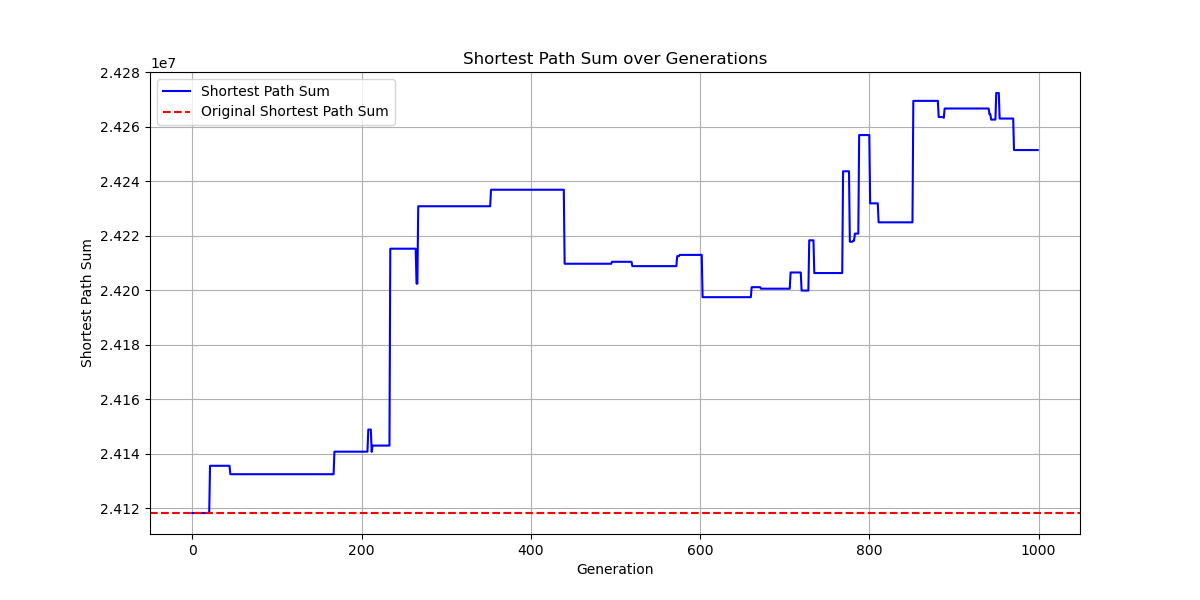 Shortest Path Sum over Generations
1e7
2.428
2.426
2.424
2.422
2.420
2.418
2.416
2.414
2.412
Shortest Path Sum
Shortest Path Sum
Original Shortest Path Sum
0 200 400 600 800 1000
Generation